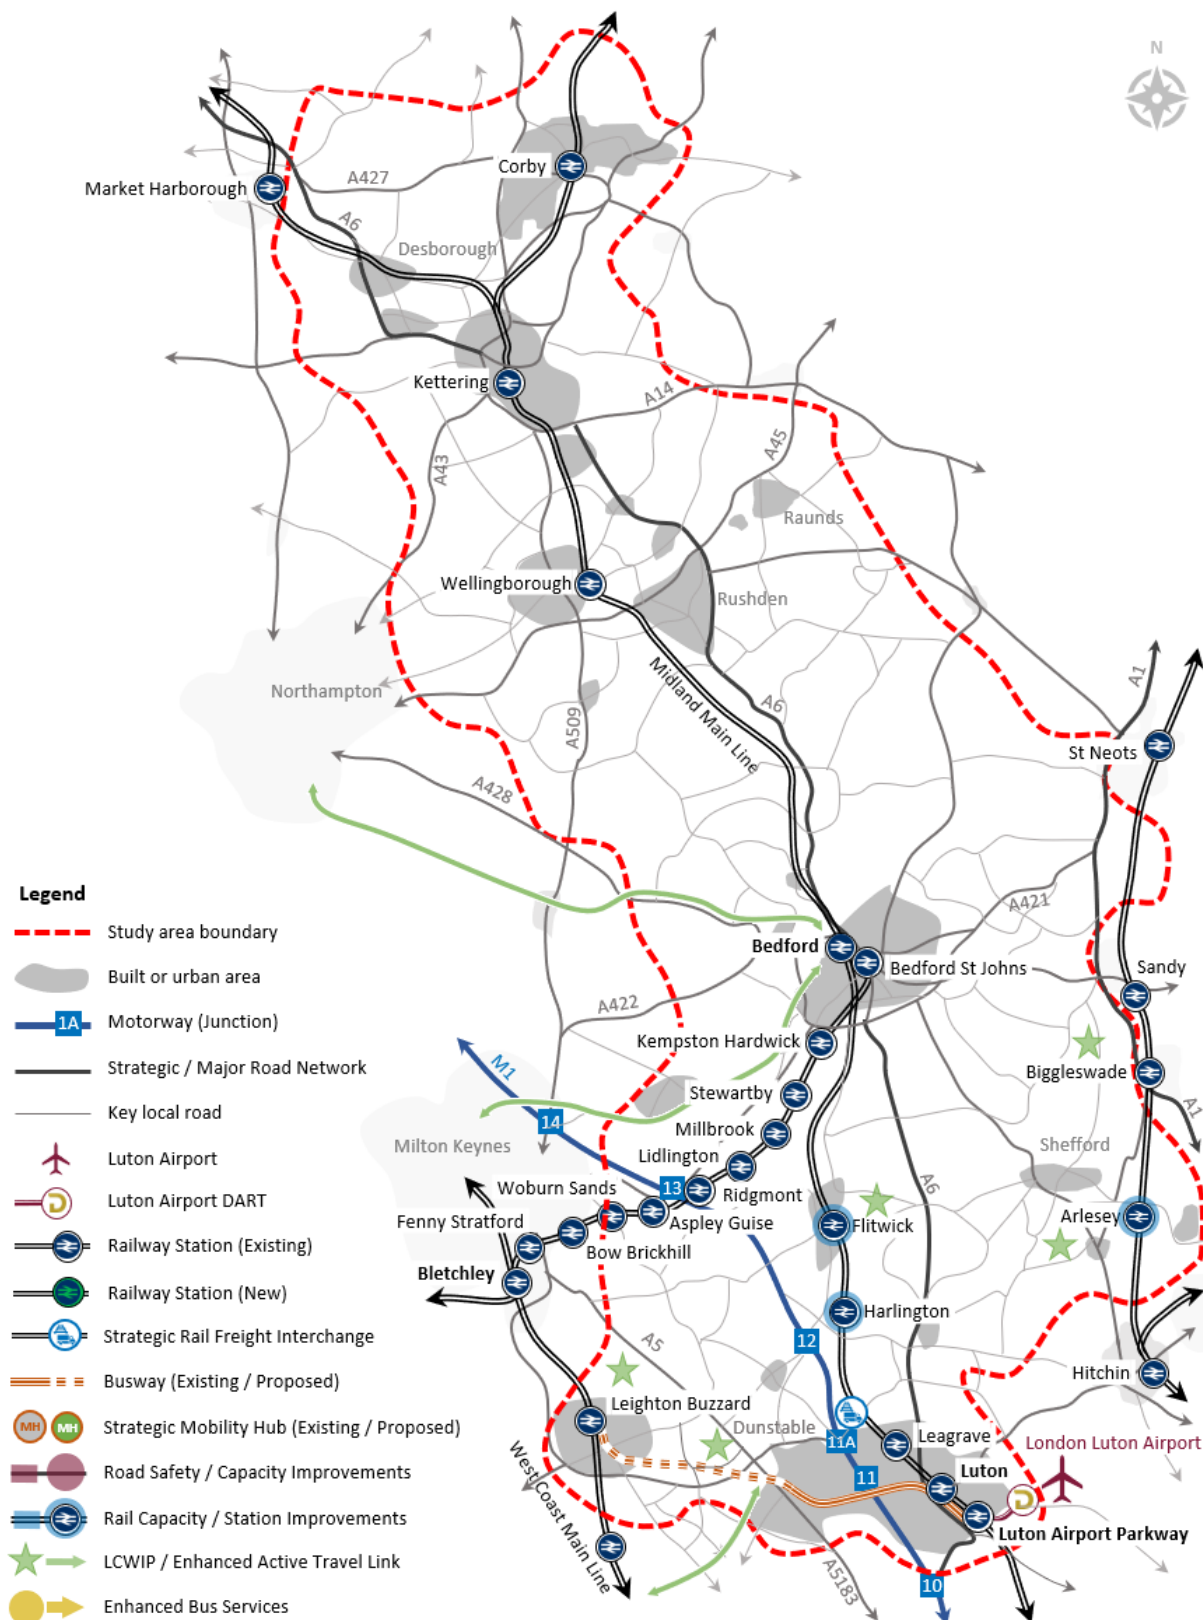 N
Corby
Market Harborough
A427
A6
Desborough
Kettering
A14
A43
A45
Raunds
Wellingborough
Rushden
Northampton
Midland Main Line
A6
A509
A1
St Neots
A428
Legend
Study area boundary
Built or urban area
1A
Motorway (Junction)
Strategic / Major Road Network
Key local road
Luton Airport
D
Luton Airport DART
Railway Station (Existing)
Railway Station (New)
Strategic Rail Freight Interchange
Busway (Existing / Proposed)
MH
MH
Strategic Mobility Hub (Existing / Proposed)
Road Safety / Capacity Improvements
Rail Capacity / Station Improvements
LCWIP / Enhanced Active Travel Link
Enhanced Bus Services
A421
Bedford
Bedford St Johns
Sandy
A422
Kempston Hardwick
M1
Biggleswade
Stewartby
A1
14
Millbrook
Milton Keynes
Shefford
Lidlington
A6
13
Woburn Sands
Ridgmont
Fenny Stratford
Aspley Guise
Flitwick
Arlesey
Bow Brickhill
Bletchley
Harlington
A5
12
Hitchin
Leighton Buzzard
Dunstable
11A
Leagrave
London Luton Airport
11
Luton
D
West Coast Main Line
Luton Airport Parkway
A5183
10